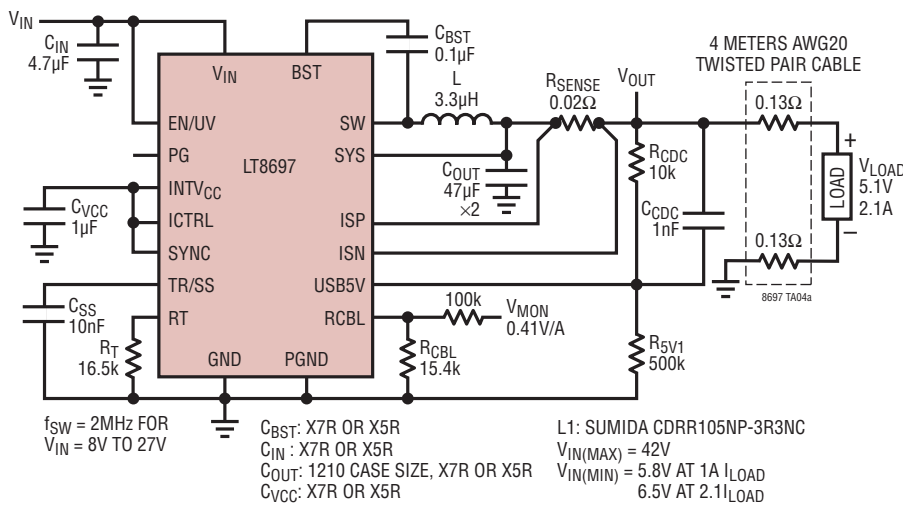 VIN
CIN
4.7µF
VIN
BST
CBST
0.1µF
L
3.3µH
RSENSE
0.02Ω
VOUT
4 METERS AWG20
TWISTED PAIR CABLE
0.13Ω
EN/UV
SW
PG
LT8697
SYS
COUT
47µF
×2
RCDC
10k
+
LOAD
VLOAD
5.1V
2.1A
–
INTVCC
CVCC
1µF
ICTRL
ISP
CCDC
1nF
SYNC
ISN
0.13Ω
TR/SS
USB5V
8697 TA04a
CSS
10nF
RT
RCBL
100k
VMON
0.41V/A
RT
16.5k
GND
PGND
RCBL
15.4k
R5V1
500k
fSW = 2MHz FOR
VIN = 8V TO 27V
CBST: X7R OR X5R
CIN : X7R OR X5R
COUT: 1210 CASE SIZE, X7R OR X5R
CVCC: X7R OR X5R
L1: SUMIDA CDRR105NP-3R3NC
VIN(MAX) = 42V
VIN(MIN) = 5.8V AT 1A ILOAD
6.5V AT 2.1ILOAD